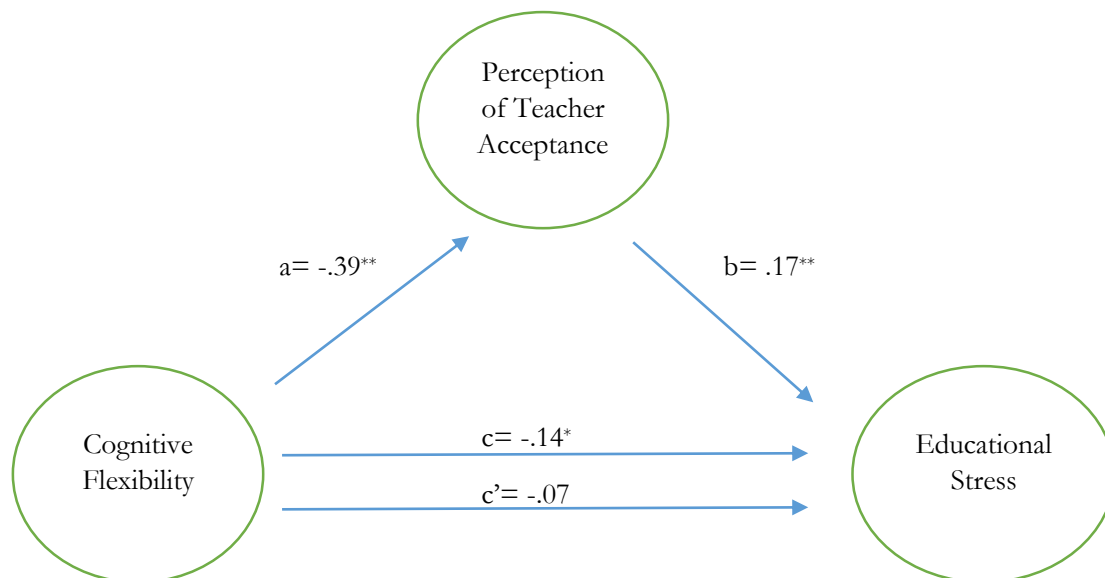 Perception
of Teacher
Acceptance
a= -.39**
b= .17**
Cognitive
Flexibility
c= -.14*
c’= -.07
Educational
Stress